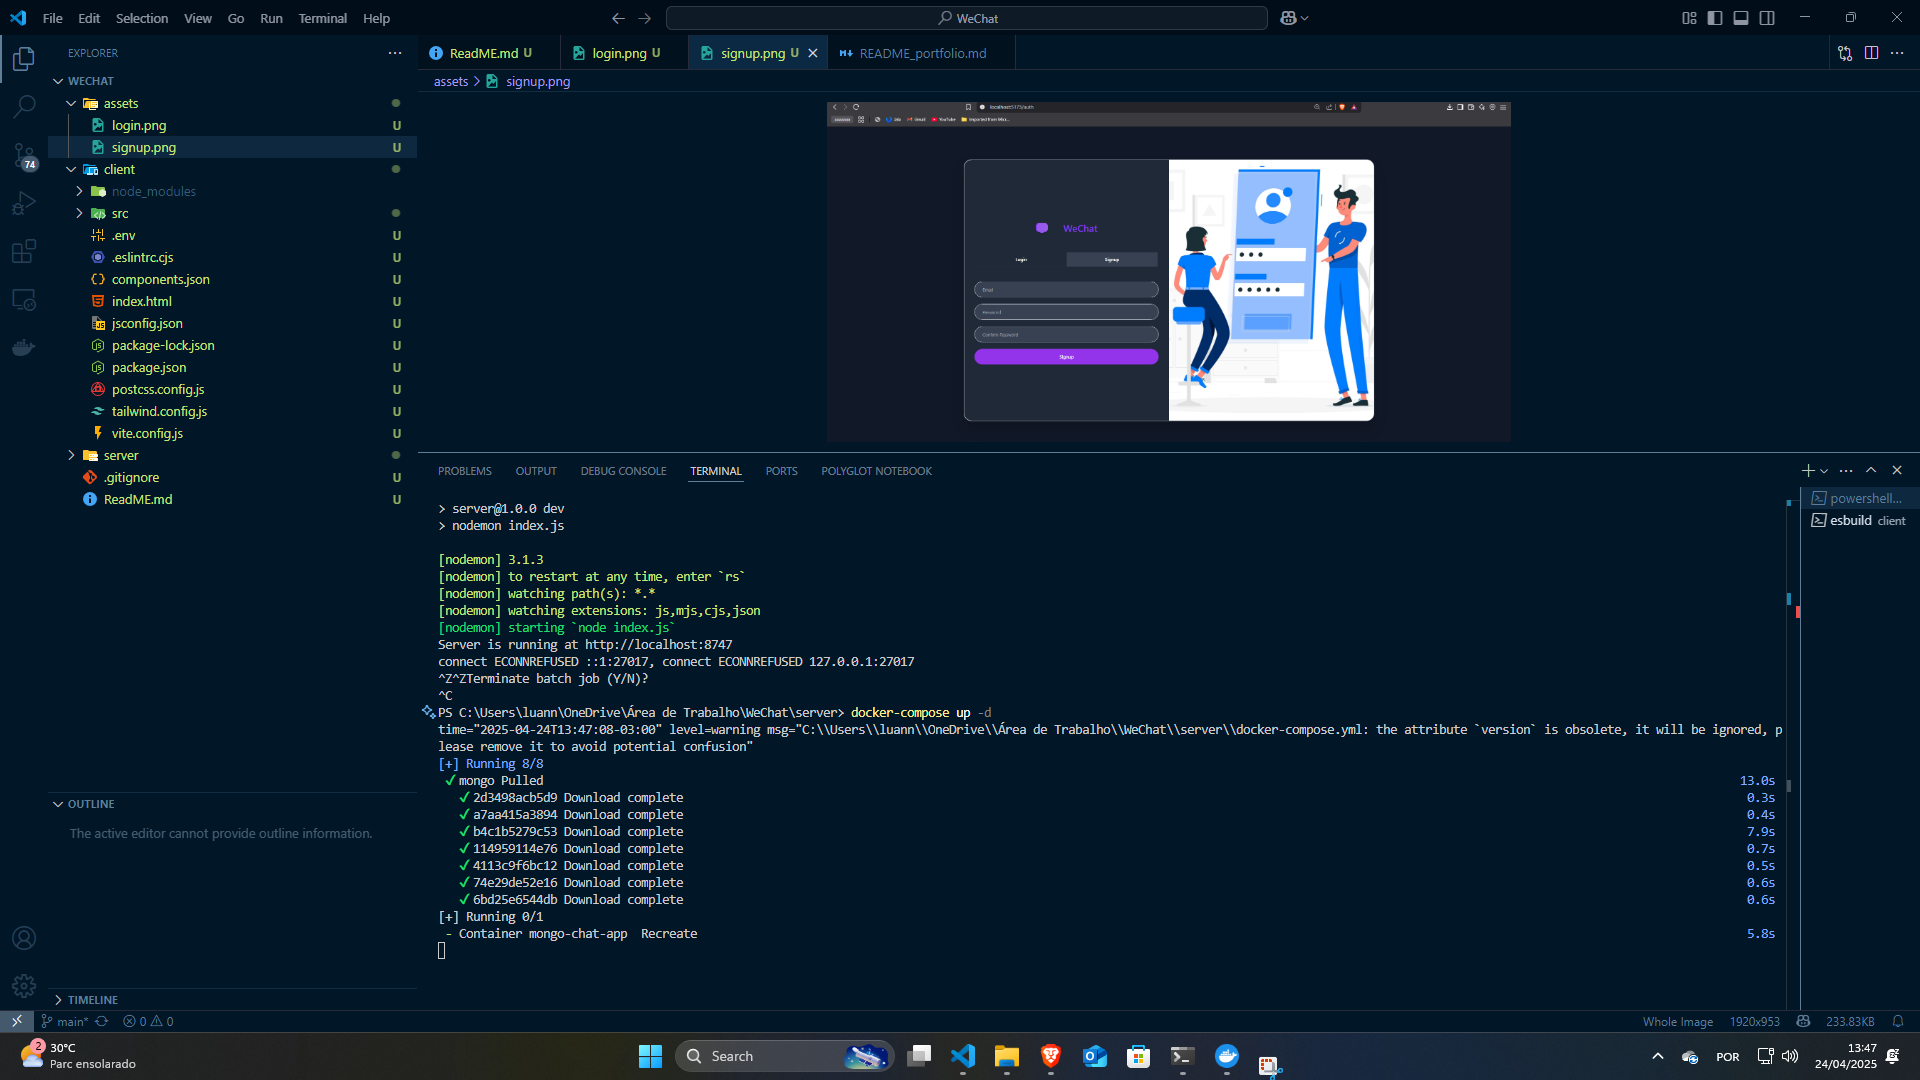 File Edit Selection View Go Run Terminal Help
WeChat
EXPLORER
WECHAT
assets
login.png U
signup.png U
client
node_modules
src
.env U
.eslintrc.cjs U
components.json U
index.html U
jsconfig.json U
package-lock.json U
package.json U
postcss.config.js U
tailwind.config.js U
vite.config.js U
server
.gitignore U
ReadME.md U
74
OUTLINE
The active editor cannot provide outline information.
TIMELINE
ReadME.md U login.png U signup.png U README_portfolio.md
assets > signup.png
localhost:5173/auth
Gmail YouTube
WeChat
Login Signup
Email
Password
Confirm Password
Signup
PROBLEMS OUTPUT DEBUG CONSOLE TERMINAL PORTS POLYGLOT NOTEBOOK
powershell...
esbuild client
> server@1.0.0 dev
> nodemon index.js
[nodemon] 3.1.3
[nodemon] to restart at any time, enter `rs`
[nodemon] watching path(s): *.*
[nodemon] watching extensions: js,mjs,cjs,json
[nodemon] starting `node index.js`
Server is running at http://localhost:8747
connect ECONNREFUSED ::1:27017, connect ECONNREFUSED 127.0.0.1:27017
^Z^ZTerminate batch job (Y/N)?
^C
PS C:\Users\luann\OneDrive\Área de Trabalho\WeChat\server> docker-compose up -d
time="2025-04-24T13:47:08-03:00" level=warning msg="C:\\Users\\luann\\OneDrive\\Área de Trabalho\\WeChat\\server\\docker-compose.yml: the attribute `version` is obsolete, it will be ignored, p
lease remove it to avoid potential confusion"
[+] Running 8/8
✔ mongo Pulled 13.0s
✔ 2d3498acb5d9 Download complete 0.3s
✔ a7aa415a3894 Download complete 0.4s
✔ b4c1b5279c53 Download complete 7.9s
✔ 114959114e76 Download complete 0.7s
✔ 4113c9f6bc12 Download complete 0.5s
✔ 74e29de52e16 Download complete 0.6s
✔ 6bd25e6544db Download complete 0.6s
[+] Running 0/1
- Container mongo-chat-app Recreate 5.8s
main* 0 0
Whole Image 1920x953 233.83KB
2
30°C
Parc ensolarado
Search
POR
13:47
24/04/2025